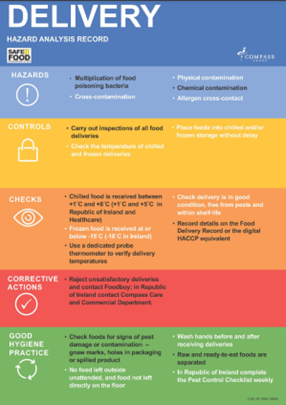 DELIVERY
HAZARD ANALYSIS RECORD
SAFE
FOOD
COMPASS
GROUP
HAZARDS
• Multiplication of food
poisoning bacteria
• Cross-contamination
• Physical contamination
• Chemical contamination
• Allergen cross-contact
CONTROLS
• Carry out inspections of all food
deliveries
• Check the temperature of chilled
and frozen deliveries
• Place foods into chilled and/or
frozen storage without delay
CHECKS
• Chilled food is received between
+1˚C and +8˚C (+1˚C and +5˚C in
Republic of Ireland and
Healthcare)
• Frozen food is received at or
below -15˚C (-18˚C in Ireland)
• Use a dedicated probe
thermometer to verify delivery
temperatures
• Check delivery is in good
condition, free from pests and
within shelf-life
• Record details on the Food
Delivery Record or the digital
HACCP equivalent
CORRECTIVE
ACTIONS
• Reject unsatisfactory deliveries
and contact Foodbuy; in Republic
of Ireland contact Compass Care
and Commercial Department.
GOOD
HYGIENE
PRACTICE
• Check foods for signs of pest
damage or contamination –
gnaw marks, holes in packaging
or spilled product
• No food left outside
unattended, and food not left
directly on the floor
• Wash hands before and after
receiving deliveries
• Raw and ready-to-eat foods are
separated
• In Republic of Ireland complete
the Pest Control Checklist weekly